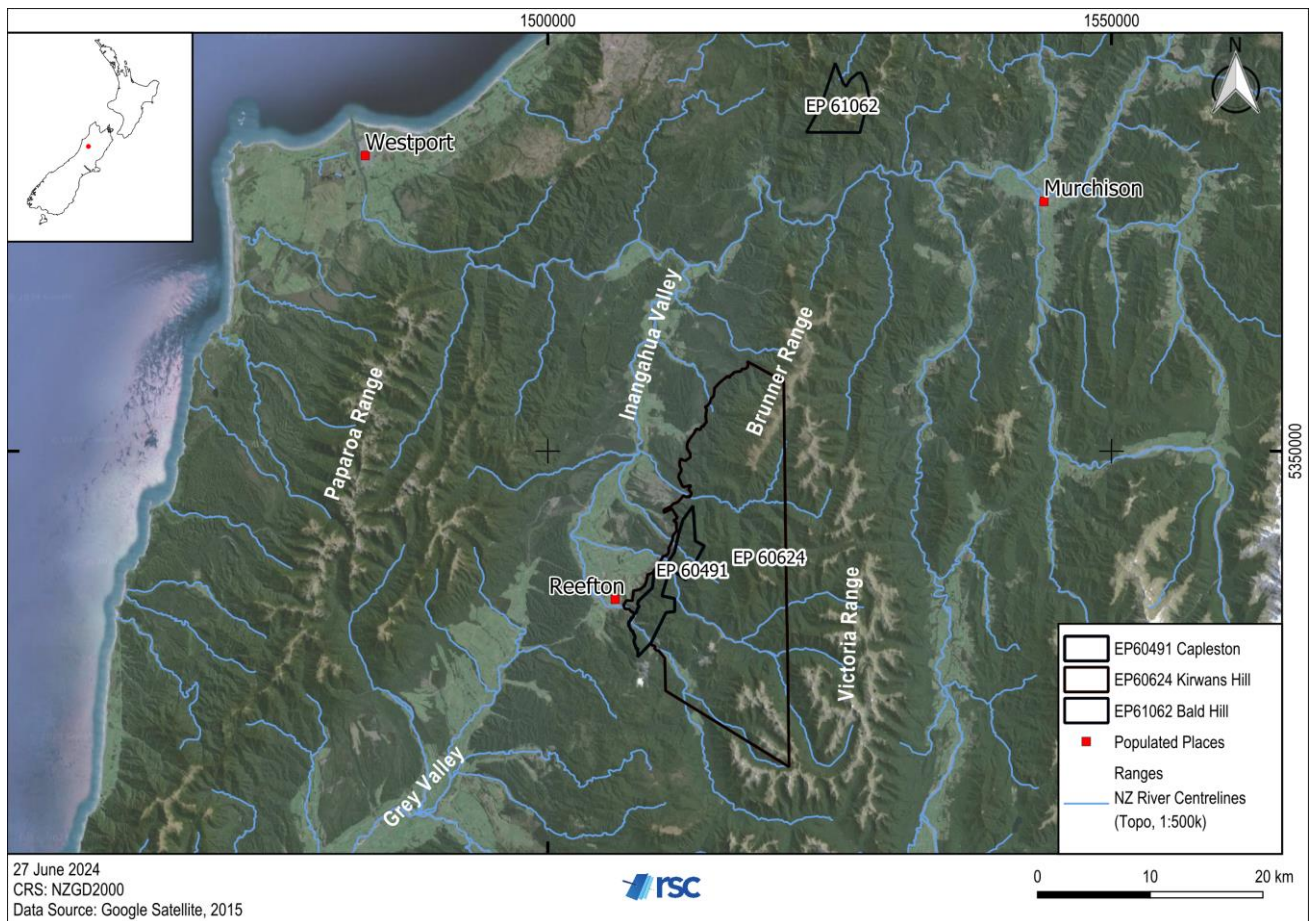 1500000
1550000
N
EP 61062
Westport
Murchison
Inangahua Valley
Brunner Range
Paparoa Range
5350000
EP 60491
EP 60624
Reefton
Victoria Range
Grey Valley
EP60491 Capleston
EP60624 Kirwans Hill
EP61062 Bald Hill
Populated Places
Ranges
NZ River Centrelines
(Topo, 1:500k)
27 June 2024
CRS: NZGD2000
Data Source: Google Satellite, 2015
rsc
0 10 20 km